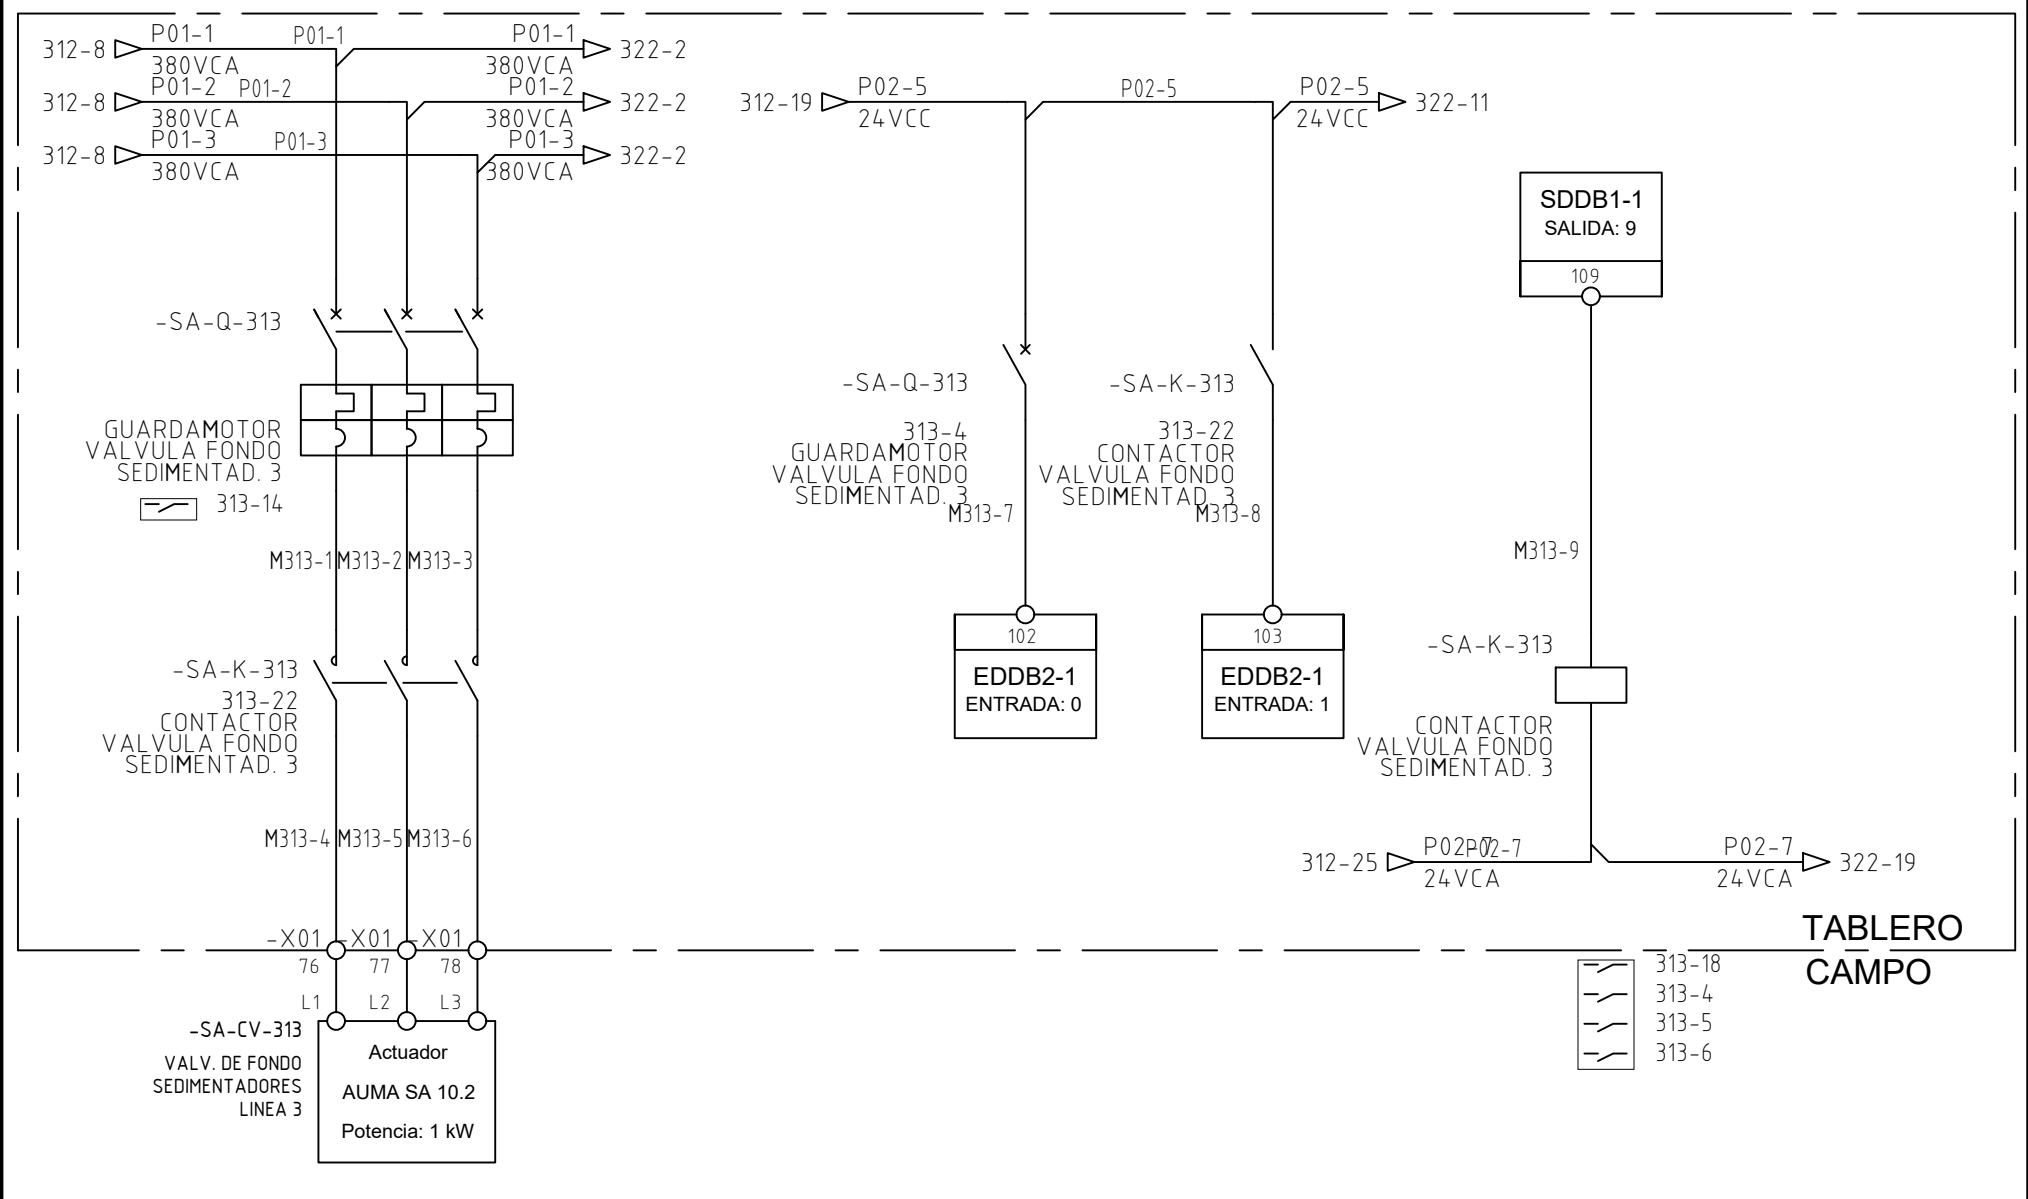 312-8 P01-1 P01-1 P01-1 322-2
380VCA 380VCA
312-8 P01-2 P01-2 P01-2 322-2
380VCA 380VCA
312-8 P01-3 P01-3 P01-3 322-2
380VCA 380VCA
312-19 P02-5 P02-5 P02-5 322-11
24VCC 24VCC
SDDB1-1
SALIDA: 9
109
-SA-Q-313
GUARDAMOTOR
VALVULA FONDO
SEDIMENTAD. 3
313-14
M313-1 M313-2 M313-3
-SA-K-313
313-22
CONTACTOR
VALVULA FONDO
SEDIMENTAD. 3
M313-4 M313-5 M313-6
-X01 -X01 -X01
76 77 78
L1 L2 L3
-SA-CV-313
VALV. DE FONDO
SEDIMENTADORES
LINEA 3
Actuador
AUMA SA 10.2
Potencia: 1 kW
-SA-Q-313
313-4
GUARDAMOTOR
VALVULA FONDO
SEDIMENTAD. 3
M313-7
102
EDDB2-1
ENTRADA: 0
-SA-K-313
313-22
CONTACTOR
VALVULA FONDO
SEDIMENTAD. 3
M313-8
103
EDDB2-1
ENTRADA: 1
M313-9
-SA-K-313
CONTACTOR
VALVULA FONDO
SEDIMENTAD. 3
312-25 P02-7 P02-7 P02-7 322-19
24VCA 24VCA
TABLERO
CAMPO
313-18
313-4
313-5
313-6